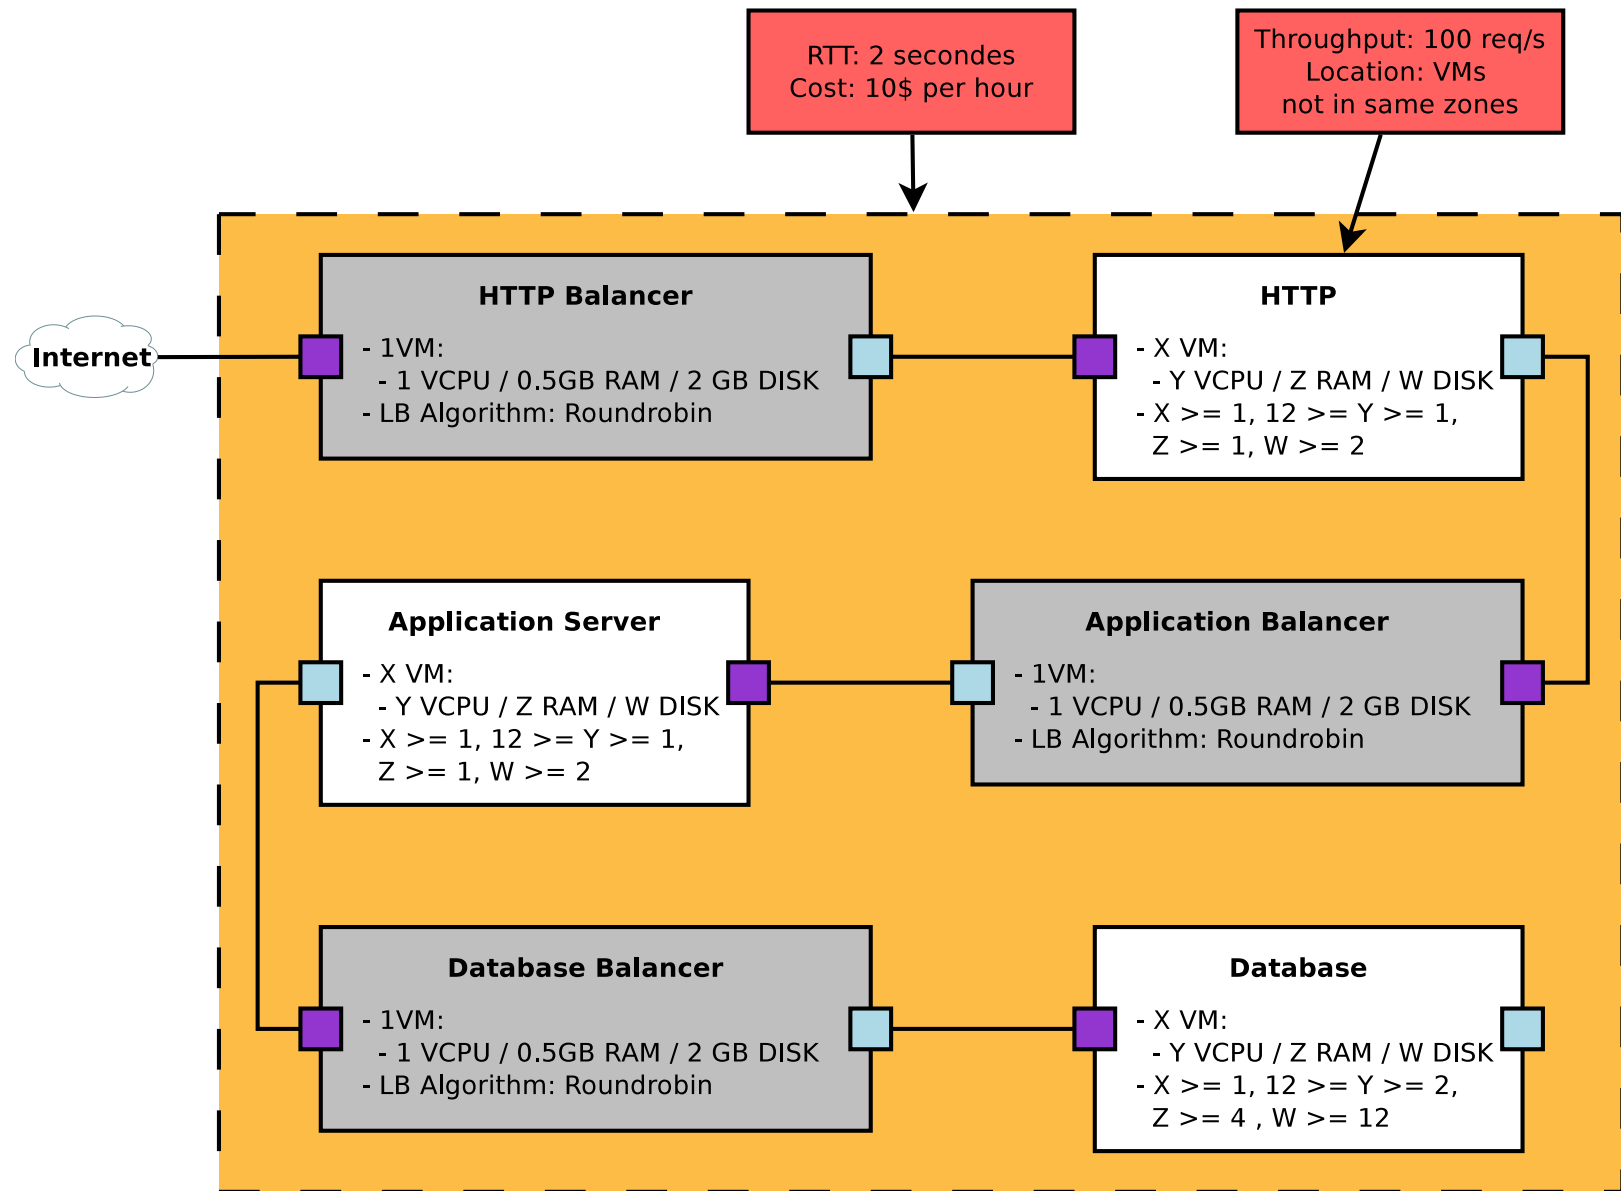 RTT: 2 secondes
Cost: 10$ per hour
Throughput: 100 req/s
Location: VMs
not in same zones
Internet
HTTP Balancer
- 1VM:
- 1 VCPU / 0.5GB RAM / 2 GB DISK
- LB Algorithm: Roundrobin
HTTP
- X VM:
- Y VCPU / Z RAM / W DISK
- X >= 1, 12 >= Y >= 1,
Z >= 1, W >= 2
Application Server
- X VM:
- Y VCPU / Z RAM / W DISK
- X >= 1, 12 >= Y >= 1,
Z >= 1, W >= 2
Application Balancer
- 1VM:
- 1 VCPU / 0.5GB RAM / 2 GB DISK
- LB Algorithm: Roundrobin
Database Balancer
- 1VM:
- 1 VCPU / 0.5GB RAM / 2 GB DISK
- LB Algorithm: Roundrobin
Database
- X VM:
- Y VCPU / Z RAM / W DISK
- X >= 1, 12 >= Y >= 2,
Z >= 4 , W >= 12